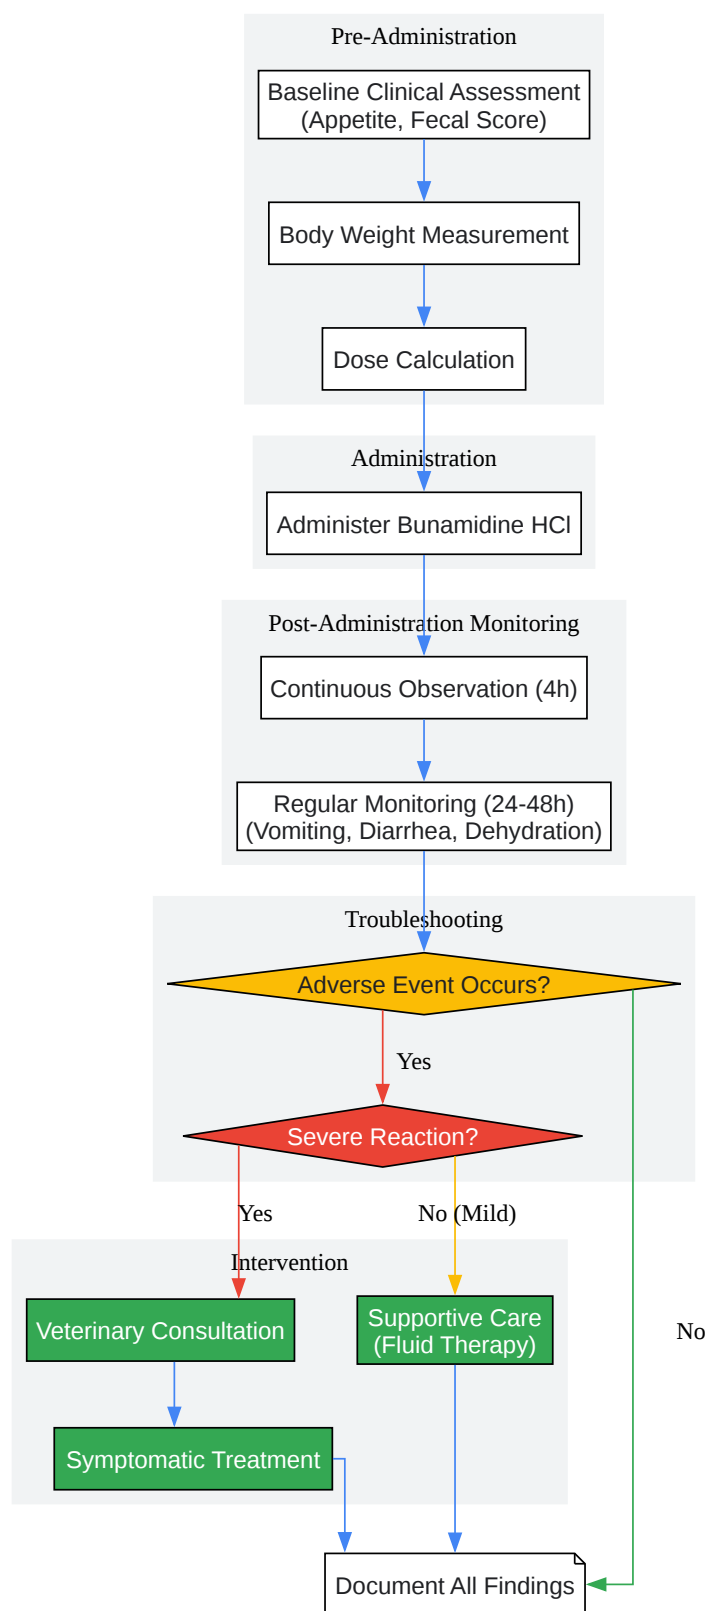 Pre-Administration
Baseline Clinical Assessment
(Appetite, Fecal Score)
Body Weight Measurement
Dose Calculation
Administration
Administer Bunamidine HCl
Post-Administration Monitoring
Continuous Observation (4h)
Regular Monitoring (24-48h)
(Vomiting, Diarrhea, Dehydration)
Troubleshooting
Adverse Event Occurs?
Yes
Severe Reaction?
Yes
No (Mild)
Intervention
Veterinary Consultation
Supportive Care
(Fluid Therapy)
No
Symptomatic Treatment
Document All Findings